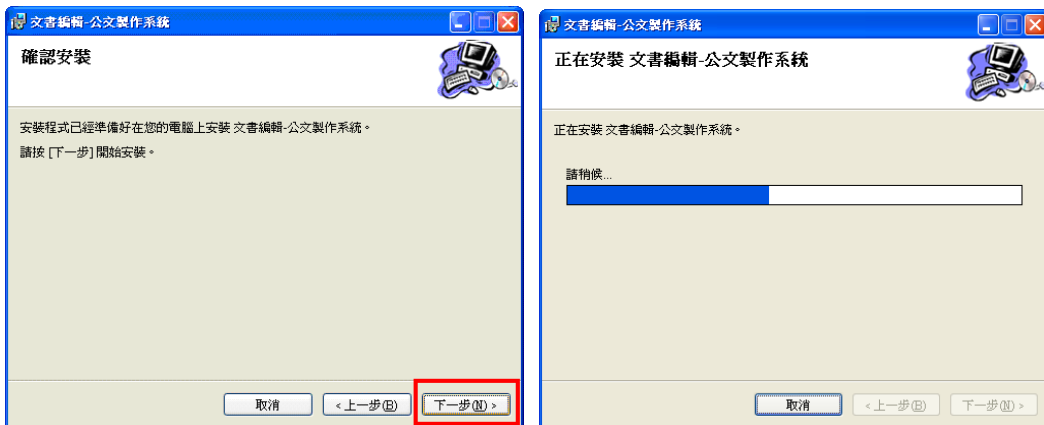 文書編輯-公文製作系統
確認安裝
安裝程式已經準備好在您的電腦上安裝 文書編輯-公文製作系統。
請按 [下一步] 開始安裝。
取消
<上一步(B)
下一步(N)>
文書編輯-公文製作系統
正在安裝 文書編輯-公文製作系統
正在安裝 文書編輯-公文製作系統。
請稍候...
取消
<上一步(B)
下一步(N)>